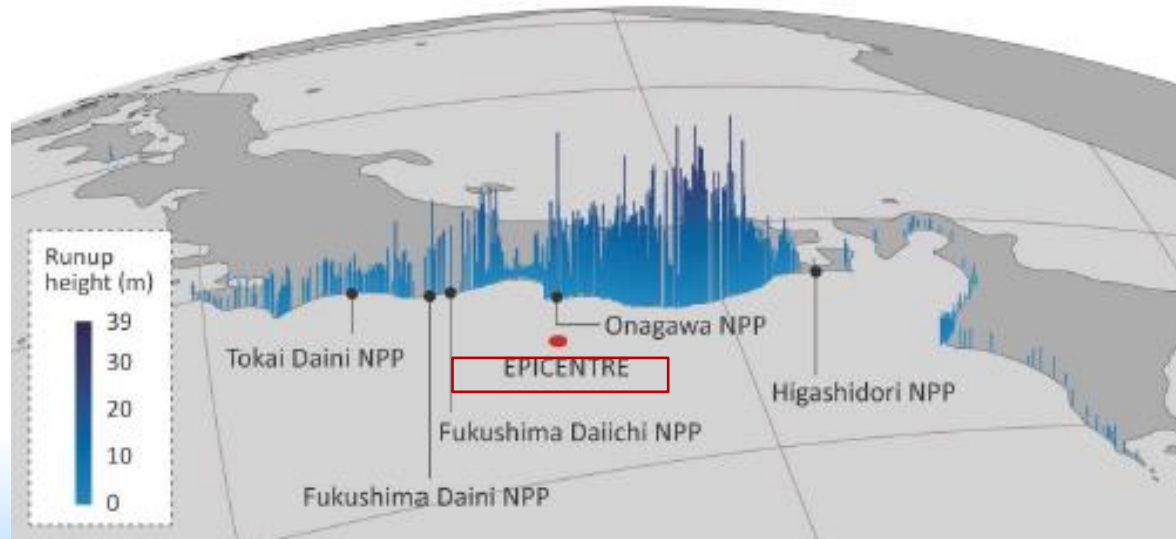 Runup
height (m)
39
30
20
10
0
Tokai Daini NPP
Onagawa NPP
EPICENTRE
Higashidori NPP
Fukushima Daiichi NPP
Fukushima Daini NPP